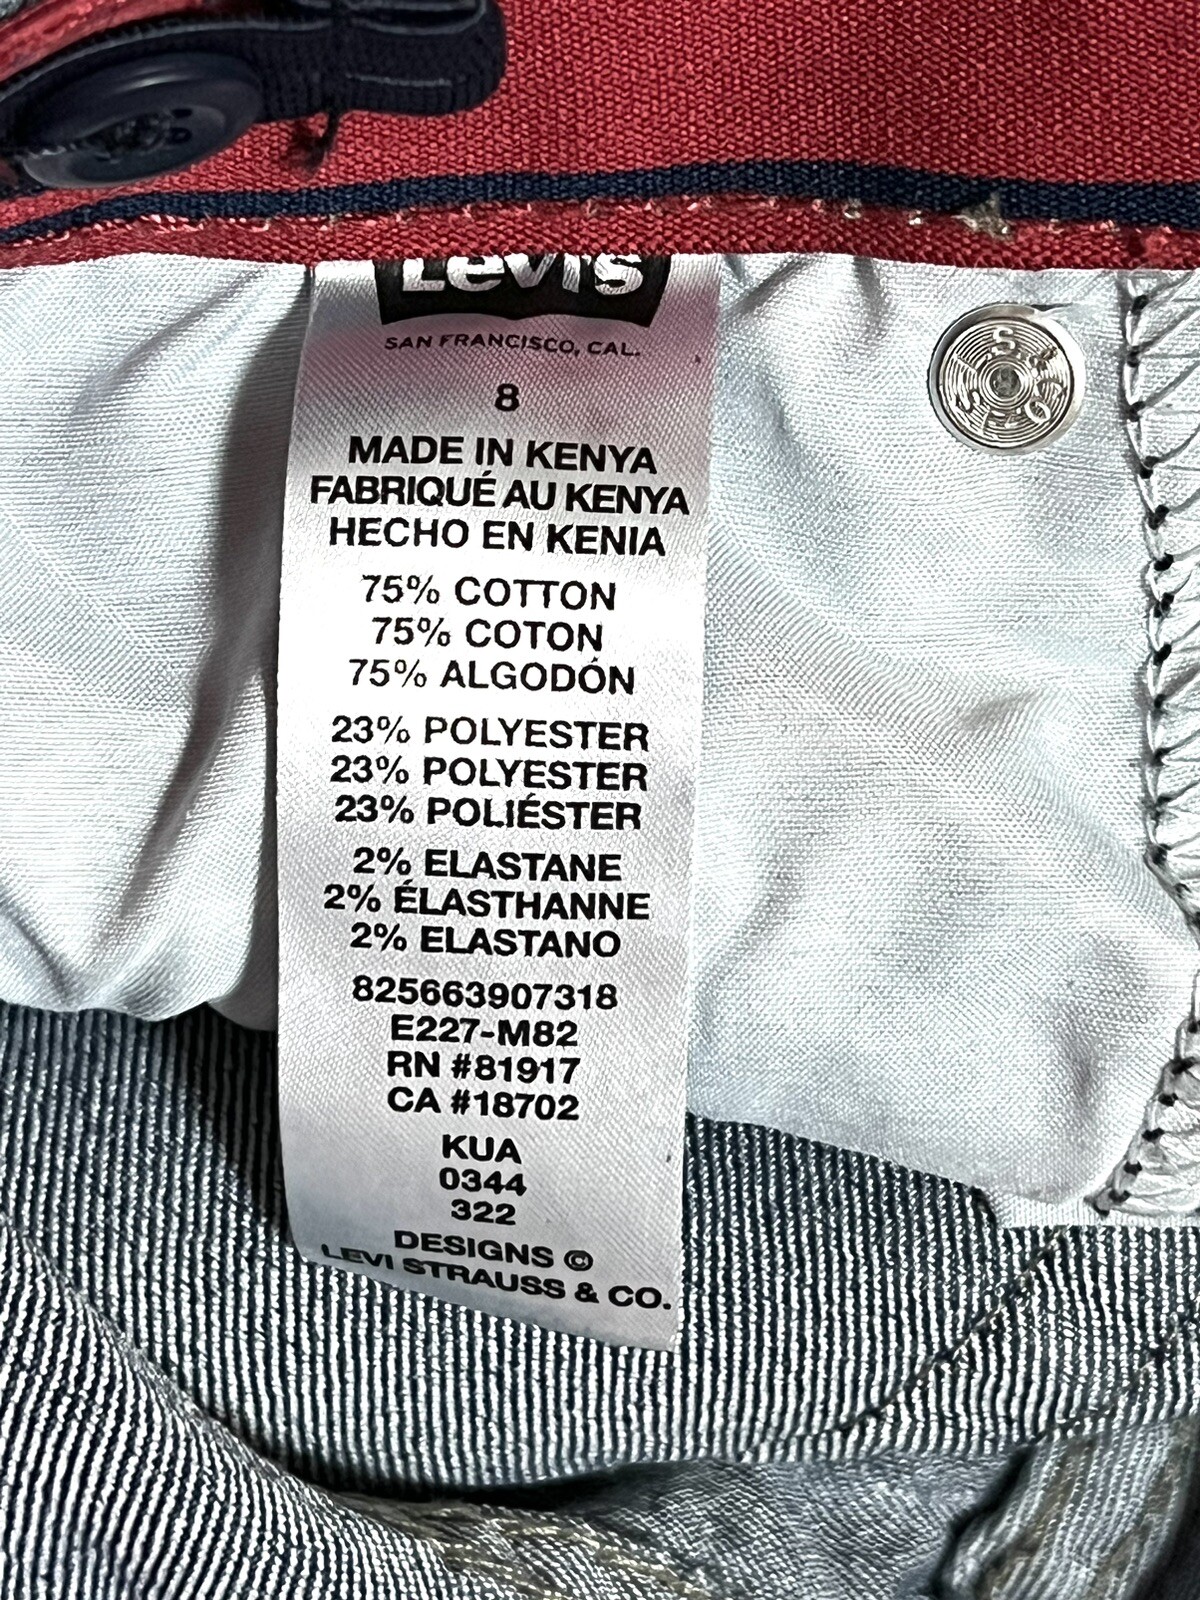 Levi's
SAN FRANCISCO, CAL.
8
MADE IN KENYA
FABRIQUÉ AU KENYA
HECHO EN KENIA
75% COTTON
75% COTON
75% ALGODÓN
23% POLYESTER
23% POLYESTER
23% POLIÉSTER
2% ELASTANE
2% ÉLASTHANNE
2% ELASTANO
825663907318
E227-M82
RN #81917
CA #18702
KUA
0344
322
DESIGNS ©
LEVI STRAUSS & CO.